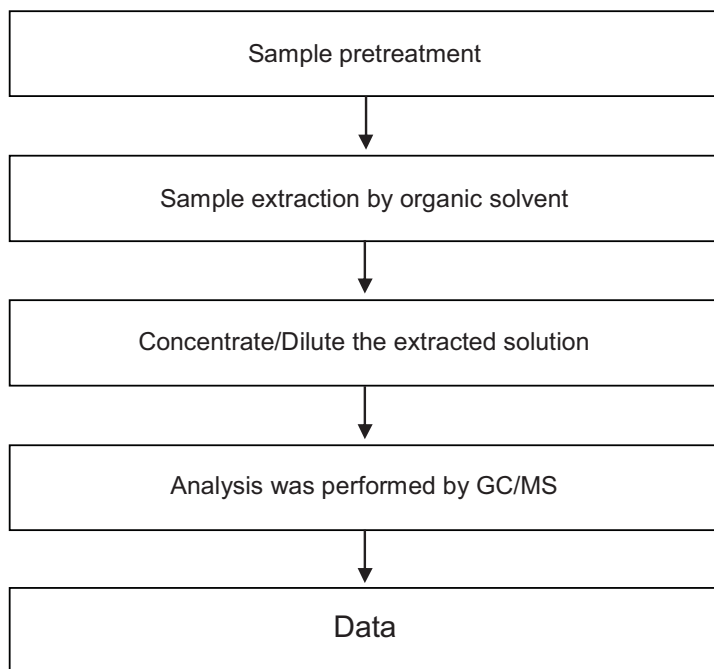 Sample pretreatment
Sample extraction by organic solvent
Concentrate/Dilute the extracted solution
Analysis was performed by GC/MS
Data